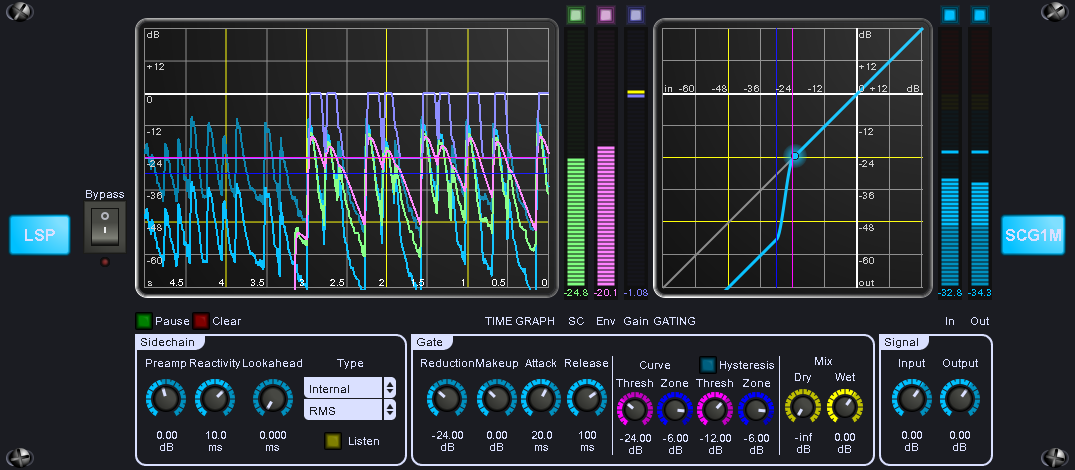 dB
+12
0
-12
-24
-36
-48
-60
s 4.5 4 3.5 3 2.5 2 1.5 1 0.5 0
-24.8 -20.1 -1.08
in -60 -48 -36 -24 -12 0 +12 dB
dB
+12
-12
-24
-36
-48
-60
out
-32.8 -34.3
Bypass
LSP
SCG1M
Pause Clear TIME GRAPH SC Env Gain GATING In Out
Sidechain
Preamp Reactivity Lookahead Type
Internal
RMS
Listen
0.00 dB 10.0 ms 0.000 ms
Gate
Reduction Makeup Attack Release
-24.00 dB 0.00 dB 20.0 ms 100 ms
Curve Hysteresis
Thresh Zone Thresh Zone
-24.00 dB -6.00 dB -12.00 dB -6.00 dB
Mix
Dry Wet
-inf dB 0.00 dB
Signal
Input Output
0.00 dB 0.00 dB